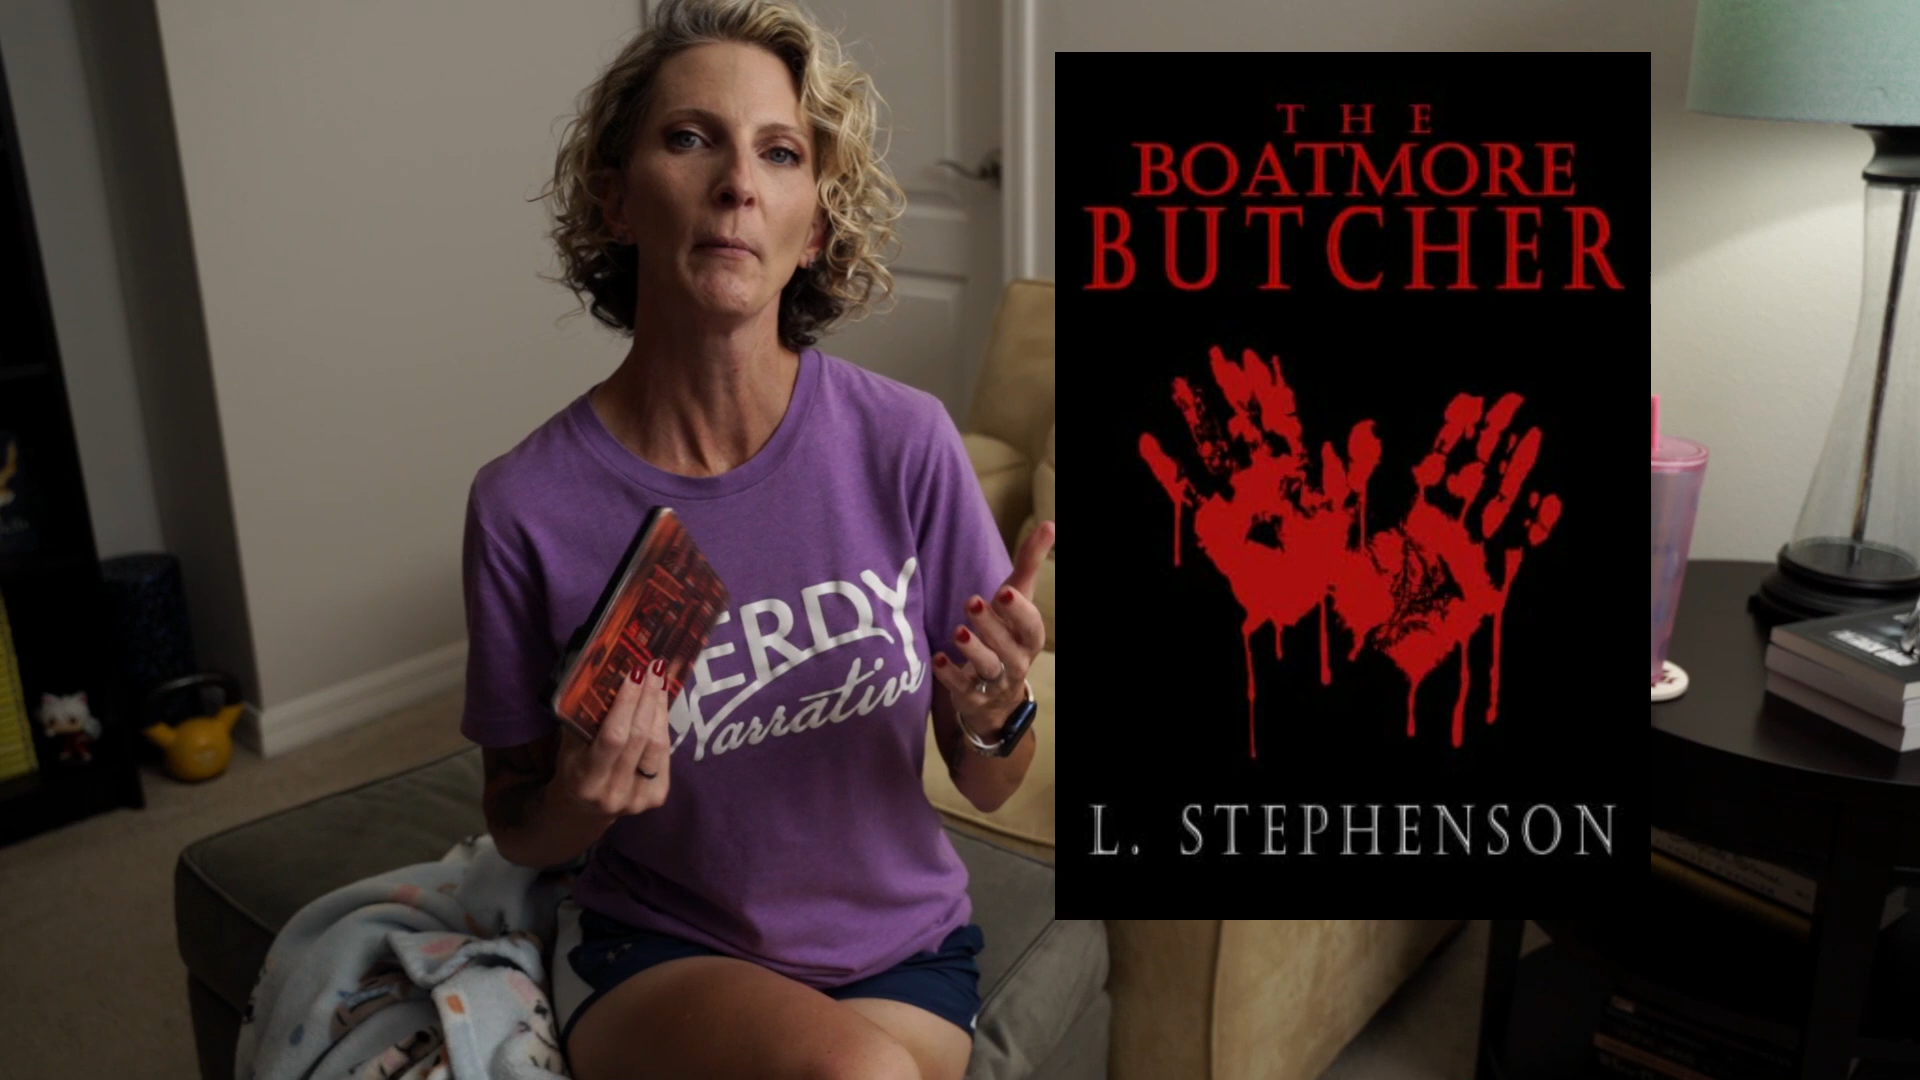 THE
BOATMORE
BUTCHER
L. STEPHENSON
ERDY
Narrative